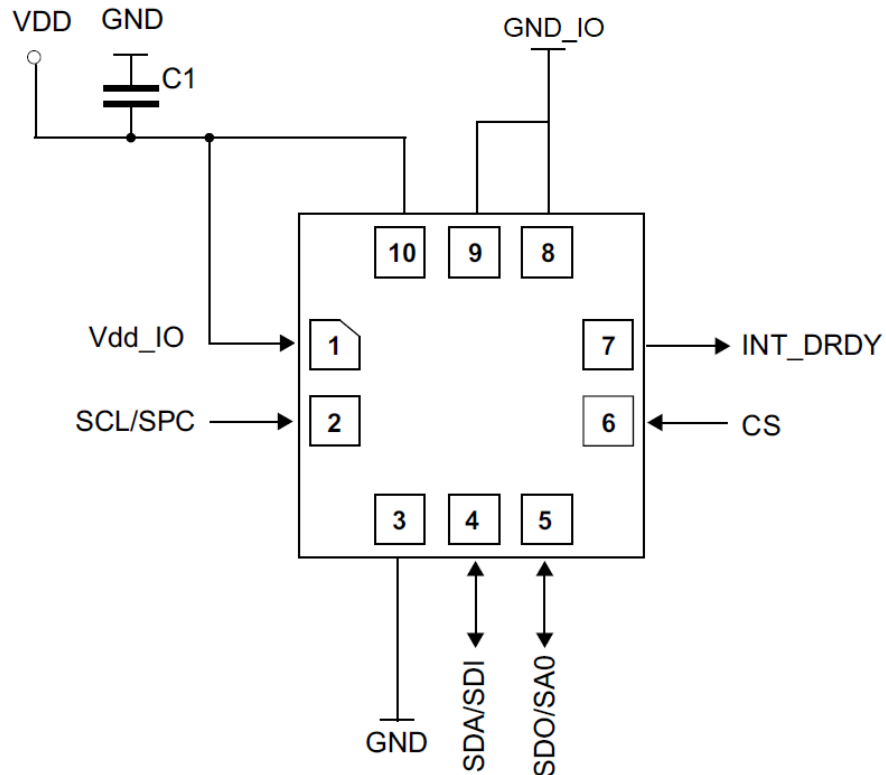 VDD
GND
C1
GND_IO
10
9
8
Vdd_IO
1
7
INT_DRDY
SCL/SPC
2
6
CS
3
4
5
GND
SDA/SDI
SDO/SA0